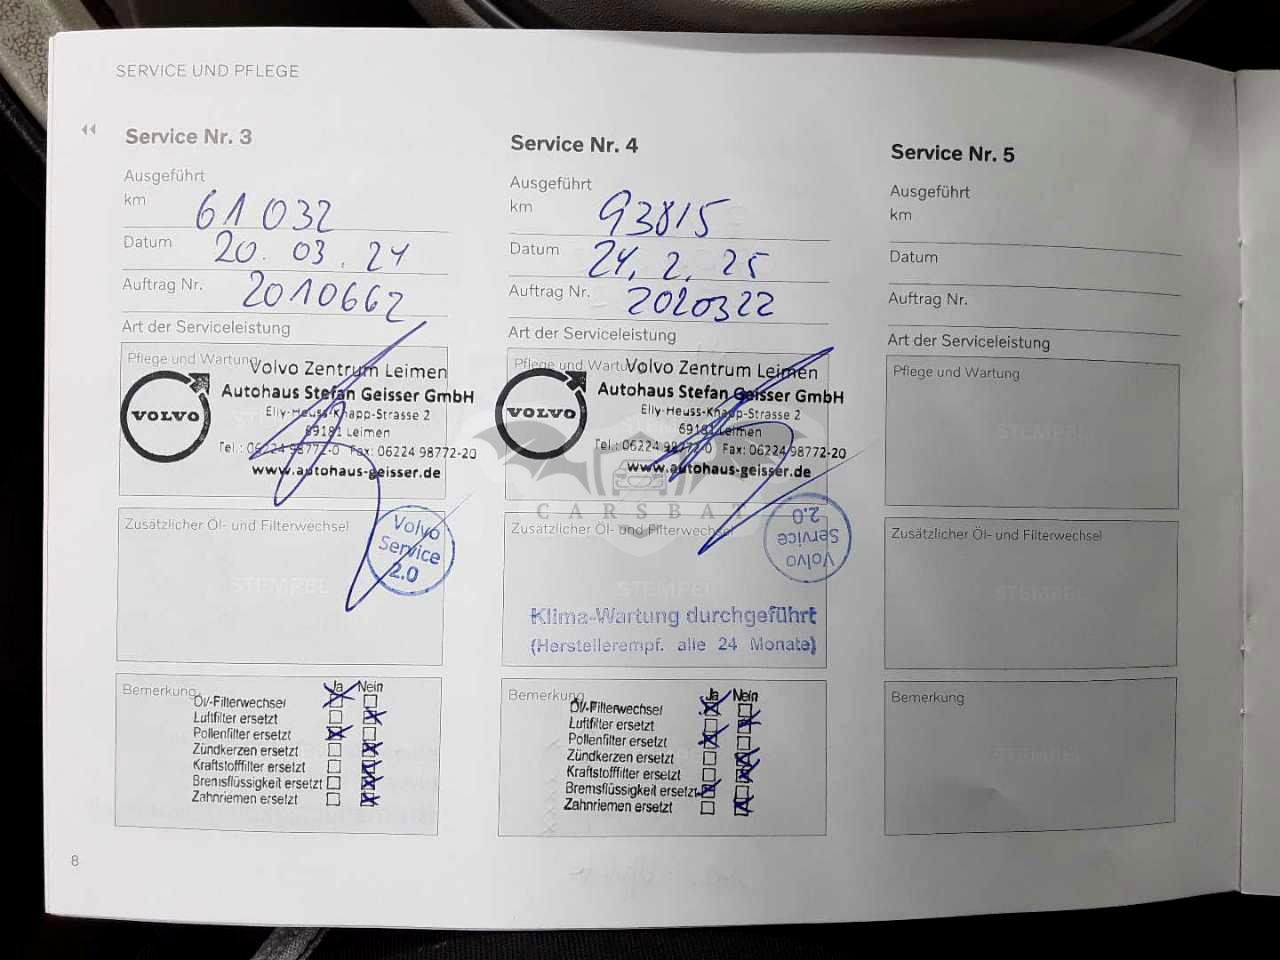 SERVICE UND PFLEGE
Service Nr. 3
Ausgeführt
km 61 032
Datum 20.03.24
Auftrag Nr. 2010662
Art der Serviceleistung
Pflege und Wartung
VOLVO
Volvo Zentrum Leimen
Autohaus Stefan Geisser GmbH
Elly-Heuss-Knapp-Strasse 2
69181 Leimen
Tel.: 06224 98772-0 Fax: 06224 98772-20
www.autohaus-geisser.de
Zusätzlicher Öl- und Filterwechsel
Volvo
Service
2.0
STEMPEL
Bemerkung
Ja Nein
Öl/-Filterwechsel
Luftfilter ersetzt
Pollenfilter ersetzt
Zündkerzen ersetzt
Kraftstofffilter ersetzt
Bremsflüssigkeit ersetzt
Zahnriemen ersetzt
8
Service Nr. 4
Ausgeführt
km 93815
Datum 24.2.25
Auftrag Nr. 2020322
Art der Serviceleistung
Pflege und Wartung
VOLVO
Volvo Zentrum Leimen
Autohaus Stefan Geisser GmbH
Elly-Heuss-Knapp-Strasse 2
69181 Leimen
Tel.: 06224 98772-0 Fax: 06224 98772-20
www.autohaus-geisser.de
CARSBAT
Zusätzlicher Öl- und Filterwechsel
Volvo
Service
2.0
STEMPEL
Klima-Wartung durchgeführt
(Herstellerempf. alle 24 Monate)
Bemerkung
Ja Nein
Öl/-Filterwechsel
Luftfilter ersetzt
Pollenfilter ersetzt
Zündkerzen ersetzt
Kraftstofffilter ersetzt
Bremsflüssigkeit ersetzt
Zahnriemen ersetzt
Service Nr. 5
Ausgeführt
km
Datum
Auftrag Nr.
Art der Serviceleistung
Pflege und Wartung
STEMPEL
Zusätzlicher Öl- und Filterwechsel
STEMPEL
Bemerkung
STEMPEL